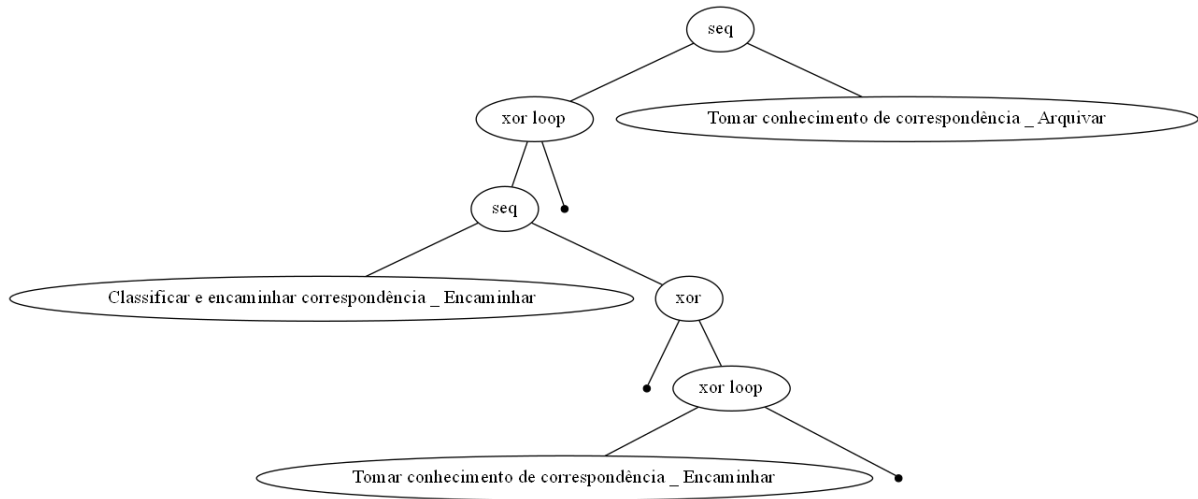 seq
xor loop
Tomar conhecimento de correspondência _ Arquivar
seq
Classificar e encaminhar correspondência _ Encaminhar
xor
xor loop
Tomar conhecimento de correspondência _ Encaminhar